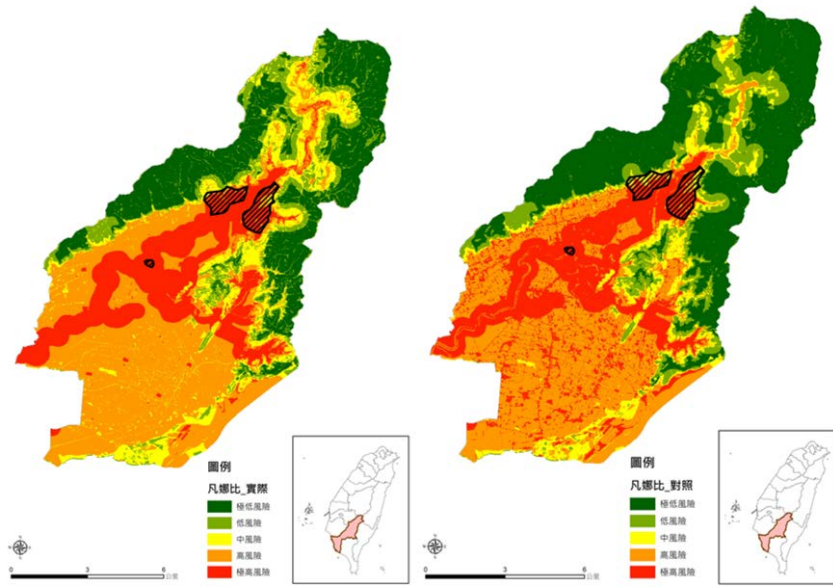 圖例
凡娜比_實際
極低風險
低風險
中風險
高風險
極高風險
0 3 6
公里
圖例
凡娜比_對照
極低風險
低風險
中風險
高風險
極高風險
0 3 6
公里